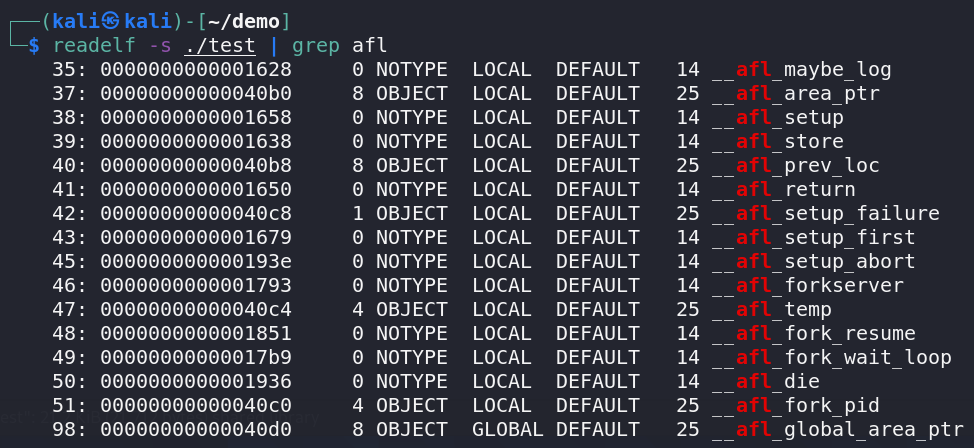 ┌──(kali㉿kali)-[~/demo]
└─$ readelf -s ./test | grep afl
    35: 0000000000001628     0 NOTYPE  LOCAL  DEFAULT   14 __afl_maybe_log
    37: 00000000000040b0     8 OBJECT  LOCAL  DEFAULT   25 __afl_area_ptr
    38: 0000000000001658     0 NOTYPE  LOCAL  DEFAULT   14 __afl_setup
    39: 0000000000001638     0 NOTYPE  LOCAL  DEFAULT   14 __afl_store
    40: 00000000000040b8     8 OBJECT  LOCAL  DEFAULT   25 __afl_prev_loc
    41: 0000000000001650     0 NOTYPE  LOCAL  DEFAULT   14 __afl_return
    42: 00000000000040c8     1 OBJECT  LOCAL  DEFAULT   25 __afl_setup_failure
    43: 0000000000001679     0 NOTYPE  LOCAL  DEFAULT   14 __afl_setup_first
    45: 000000000000193e     0 NOTYPE  LOCAL  DEFAULT   14 __afl_setup_abort
    46: 0000000000001793     0 NOTYPE  LOCAL  DEFAULT   14 __afl_forkserver
    47: 00000000000040c4     4 OBJECT  LOCAL  DEFAULT   25 __afl_temp
    48: 0000000000001851     0 NOTYPE  LOCAL  DEFAULT   14 __afl_fork_resume
    49: 00000000000017b9     0 NOTYPE  LOCAL  DEFAULT   14 __afl_fork_wait_loop
    50: 0000000000001936     0 NOTYPE  LOCAL  DEFAULT   14 __afl_die
    51: 00000000000040c0     4 OBJECT  LOCAL  DEFAULT   25 __afl_fork_pid
    98: 00000000000040d0     8 OBJECT  GLOBAL DEFAULT   25 __afl_global_area_ptr